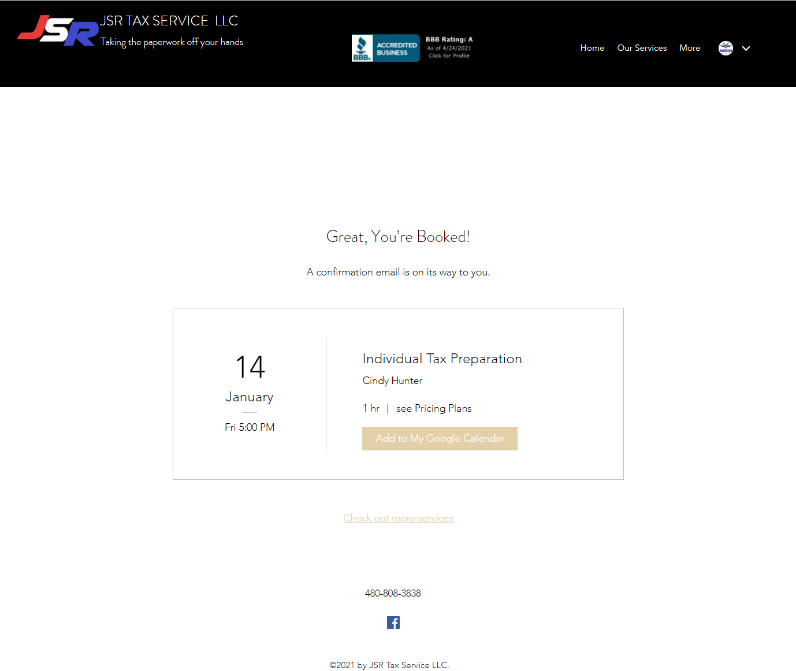 JSR
JSR TAX SERVICE LLC
Taking the paperwork off your hands
BBB®
ACCREDITED
BUSINESS
BBB Rating: A
As of 4/24/2021
Click for Profile
Home
Our Services
More
Great, You're Booked!
A confirmation email is on its way to you.
14
January
Fri 5:00 PM
Individual Tax Preparation
Cindy Hunter
1 hr | see Pricing Plans
Add to My Google Calendar
Check out more services
480-808-3838
f
©2021 by JSR Tax Service LLC.